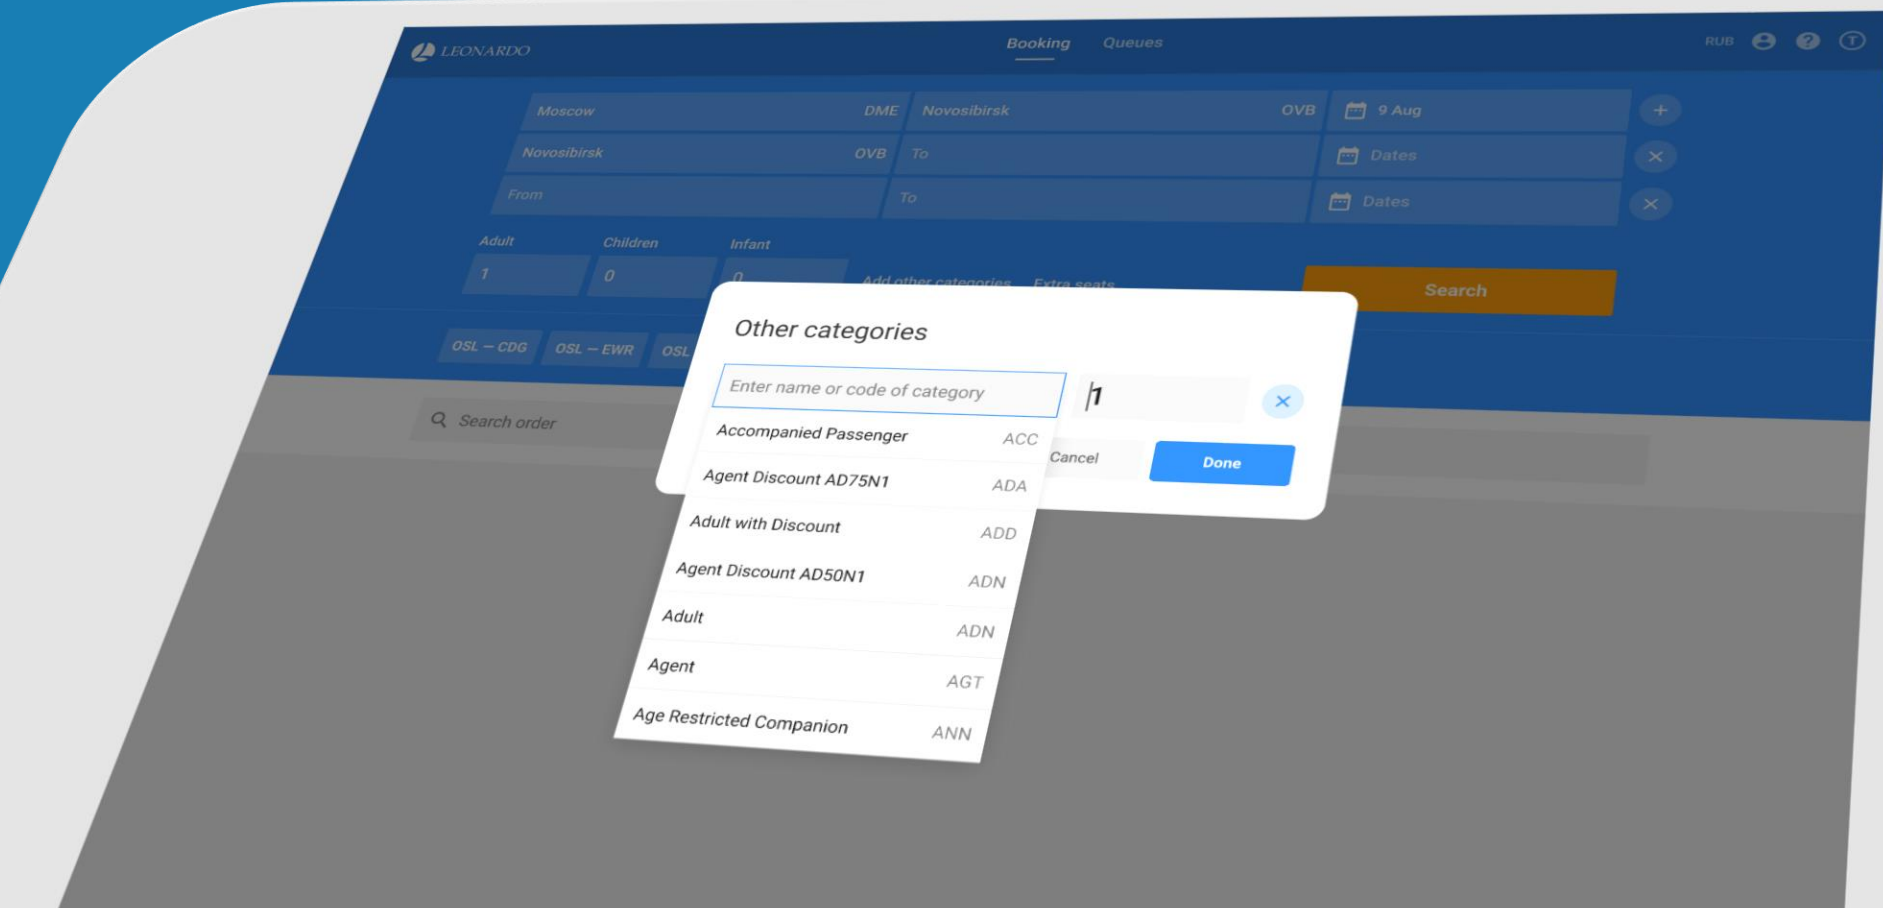 LEONARDO
Booking Queues
RUB
Moscow DME Novosibirsk OVB 9 Aug
Novosibirsk OVB To Dates
From To Dates
Adult Children Infant
1 0 0 Add other categories Extra seats Search
OSL – CDG OSL – EWR OSL
Search order
Other categories
Enter name or code of category 1
Cancel Done
Accompanied Passenger ACC
Agent Discount AD75N1 ADA
Adult with Discount ADD
Agent Discount AD50N1 ADN
Adult ADN
Agent AGT
Age Restricted Companion ANN